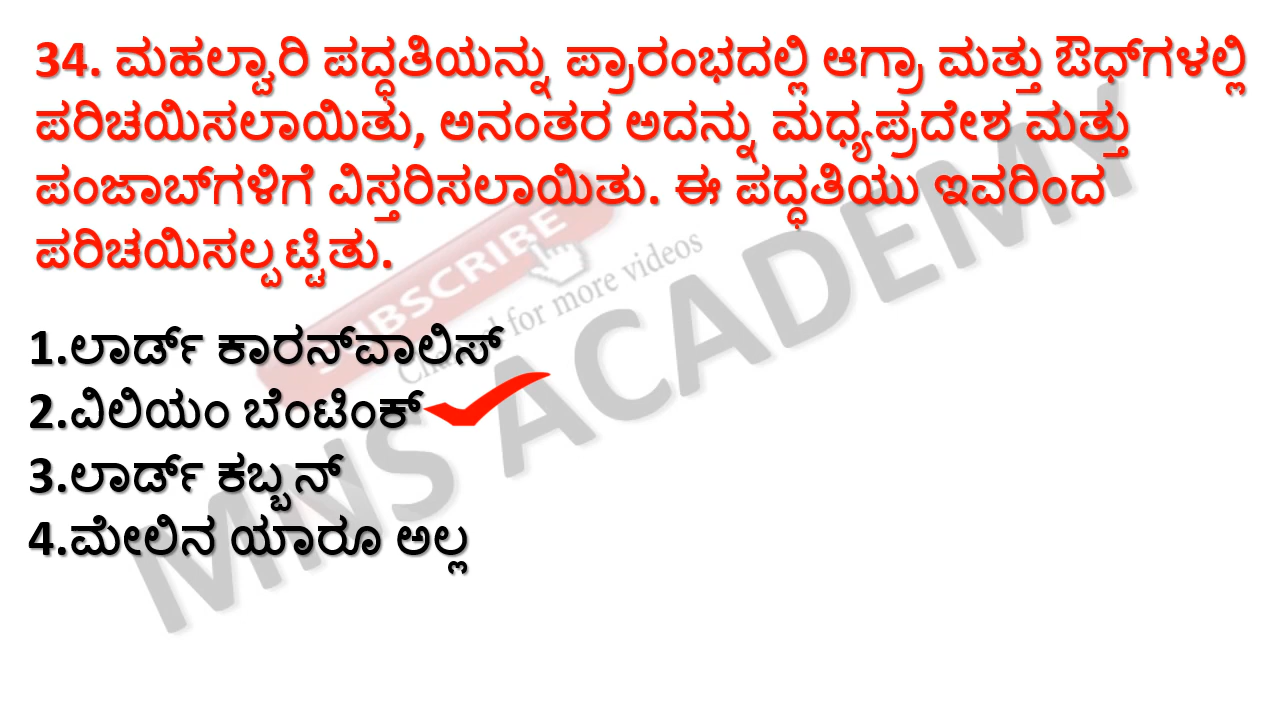 34. ಮಹಲ್ವಾರಿ ಪದ್ಧತಿಯನ್ನು ಪ್ರಾರಂಭದಲ್ಲಿ ಆಗ್ರಾ ಮತ್ತು ಔಧ್‌ಗಳಲ್ಲಿ
ಪರಿಚಯಿಸಲಾಯಿತು, ಅನಂತರ ಅದನ್ನು ಮಧ್ಯಪ್ರದೇಶ ಮತ್ತು
ಪಂಜಾಬ್‌ಗಳಿಗೆ ವಿಸ್ತರಿಸಲಾಯಿತು. ಈ ಪದ್ಧತಿಯು ಇವರಿಂದ
ಪರಿಚಯಿಸಲ್ಪಟ್ಟಿತು.
1.ಲಾರ್ಡ್ ಕಾರನ್‌ವಾಲಿಸ್
2.ವಿಲಿಯಂ ಬೆಂಟಿಂಕ್
3.ಲಾರ್ಡ್ ಕಬ್ಬನ್
4.ಮೇಲಿನ ಯಾರೂ ಅಲ್ಲ
SUBSCRIBE
for more videos
MNS ACADEMY